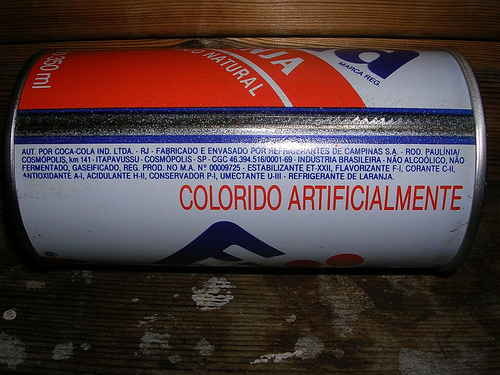 350 ml
NJA
O NATURAL
MARCA REG.
AUT. POR COCA-COLA IND. LTDA. - RJ - FABRICADO E ENVASADO POR REFRIGERANTES DE CAMPINAS S.A. - ROD. PAULÍNIA/
COSMÓPOLIS, km 141 - ITAPAVUSSU - COSMÓPOLIS - SP - CGC 46.394.516/0001-69 - INDÚSTRIA BRASILEIRA - NÃO ALCOÓLICO, NÃO
FERMENTADO, GASEIFICADO, REG. PROD. NO M.A. Nº 00009725 - ESTABILIZANTE ET-XXII, FLAVORIZANTE F-I, CORANTE C-II,
ANTIOXIDANTE A-I, ACIDULANTE H-II, CONSERVADOR P-I, UMECTANTE U-III - REFRIGERANTE DE LARANJA.
COLORIDO ARTIFICIALMENTE